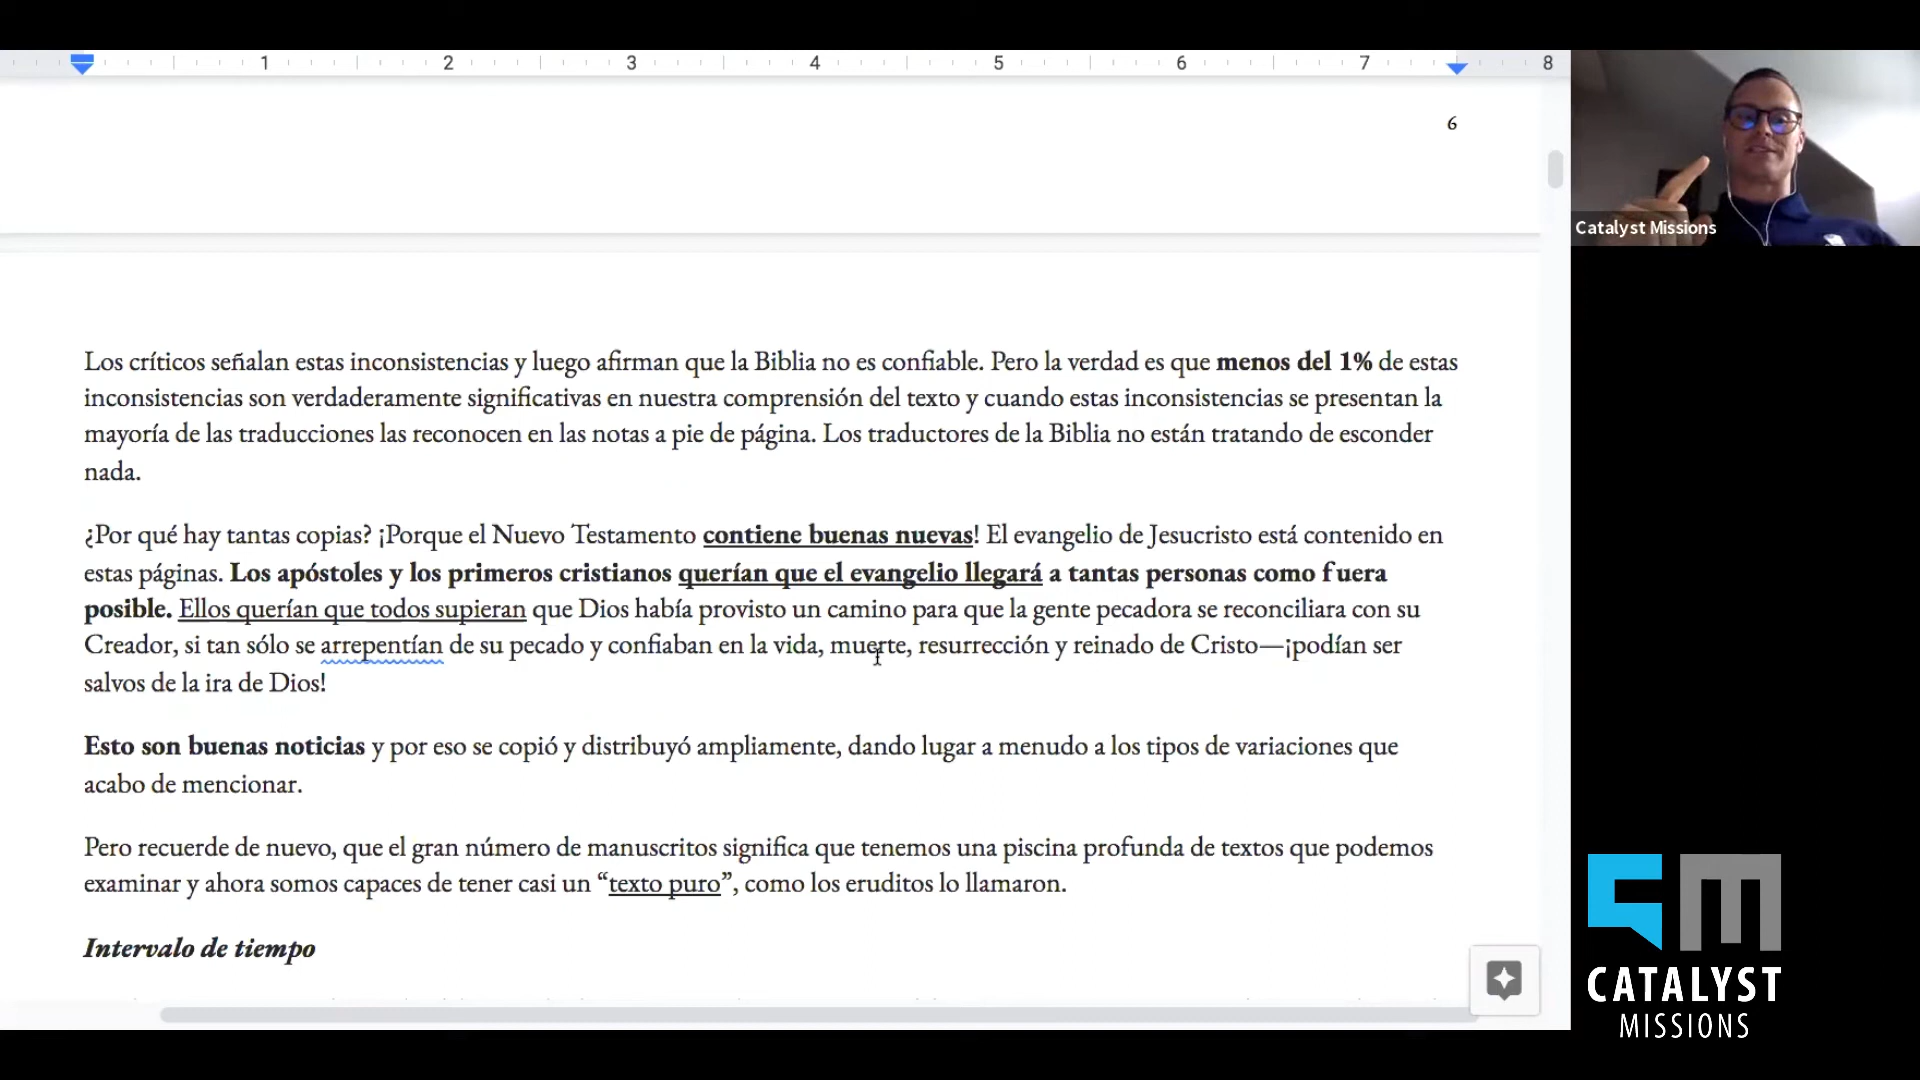 1 2 3 4 5 6 7 8
6
Los críticos señalan estas inconsistencias y luego afirman que la Biblia no es confiable. Pero la verdad es que menos del 1% de estas
inconsistencias son verdaderamente significativas en nuestra comprensión del texto y cuando estas inconsistencias se presentan la
mayoría de las traducciones las reconocen en las notas a pie de página. Los traductores de la Biblia no están tratando de esconder
nada.
¿Por qué hay tantas copias? ¡Porque el Nuevo Testamento contiene buenas nuevas! El evangelio de Jesucristo está contenido en
estas páginas. Los apóstoles y los primeros cristianos querían que el evangelio llegará a tantas personas como fuera
posible. Ellos querían que todos supieran que Dios había provisto un camino para que la gente pecadora se reconciliara con su
Creador, si tan sólo se arrepentían de su pecado y confiaban en la vida, muerte, resurrección y reinado de Cristo—¡podían ser
salvos de la ira de Dios!
Esto son buenas noticias y por eso se copió y distribuyó ampliamente, dando lugar a menudo a los tipos de variaciones que
acabo de mencionar.
Pero recuerde de nuevo, que el gran número de manuscritos significa que tenemos una piscina profunda de textos que podemos
examinar y ahora somos capaces de tener casi un “texto puro”, como los eruditos lo llamaron.
Intervalo de tiempo
Catalyst Missions
CATALYST
MISSIONS